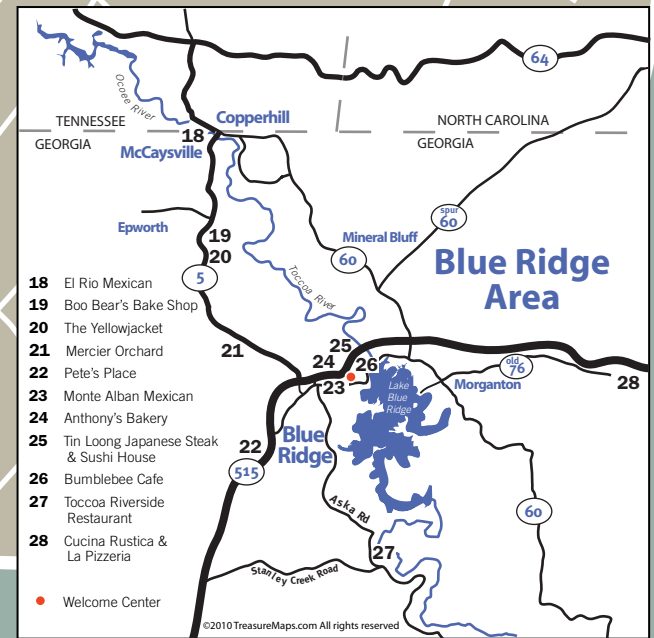 64
Ocoee River
TENNESSEE
Copperhill
NORTH CAROLINA
18
GEORGIA
GEORGIA
McCaysville
spur
60
Epworth
19
Mineral Bluff
20
60
Blue Ridge
Area
5
Toccoa River
18 El Rio Mexican
19 Boo Bear's Bake Shop
20 The Yellowjacket
21 Mercier Orchard
22 Pete's Place
23 Monte Alban Mexican
24 Anthony's Bakery
25 Tin Loong Japanese Steak
& Sushi House
26 Bumblebee Cafe
27 Toccoa Riverside
Restaurant
28 Cucina Rustica &
La Pizzeria
Welcome Center
21
25
24
26
23
old
76
28
Lake
Blue
Ridge
Morganton
22
Blue
Ridge
515
Aska Rd
60
27
Stanley Creek Road
©2010 TreasureMaps.com All rights reserved